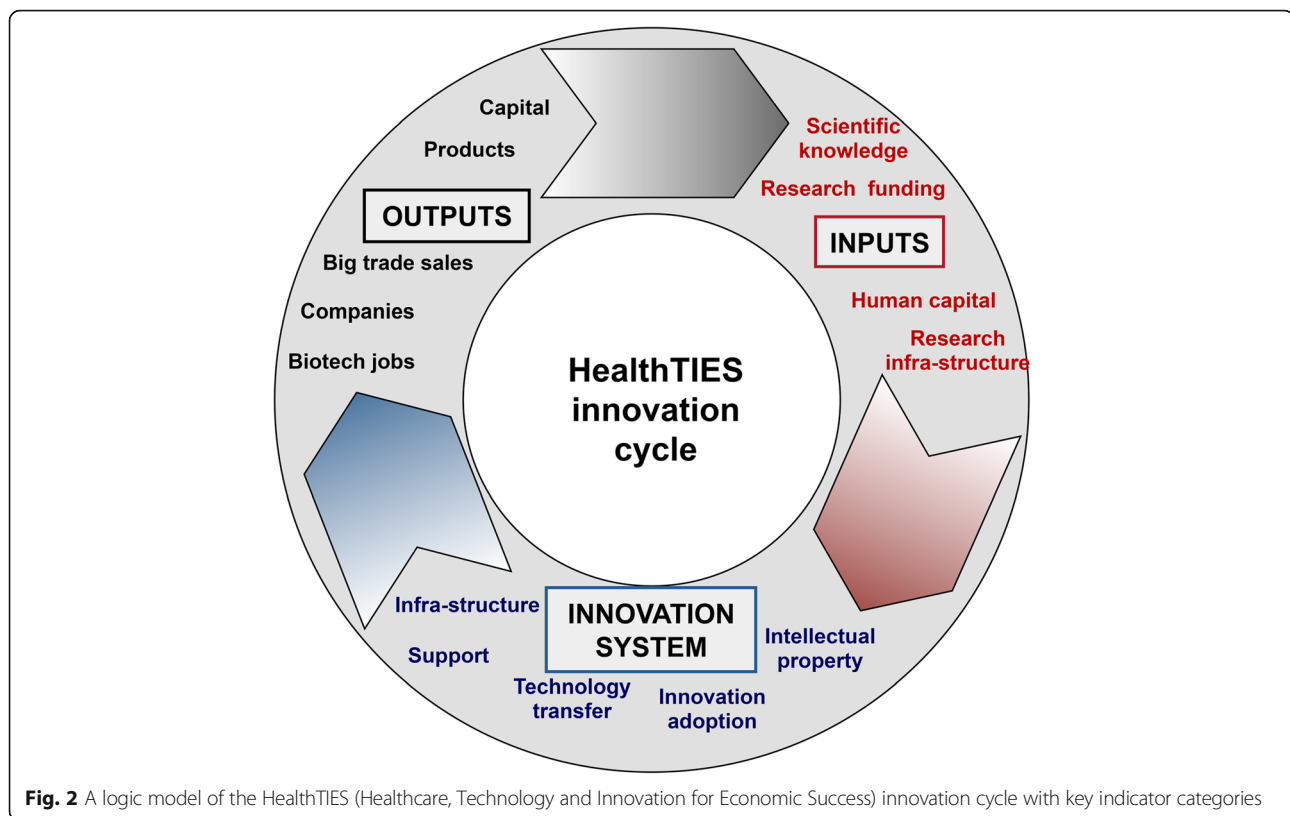 Capital
Products
OUTPUTS
Big trade sales
Companies
Biotech jobs
Scientific
knowledge
Research funding
INPUTS
Human capital
Research
infra-structure
HealthTIES
innovation
cycle
Infra-structure
Support
Technology
transfer
INNOVATION
SYSTEM
Innovation
adoption
Intellectual
property
Fig. 2 A logic model of the HealthTIES (Healthcare, Technology and Innovation for Economic Success) innovation cycle with key indicator categories